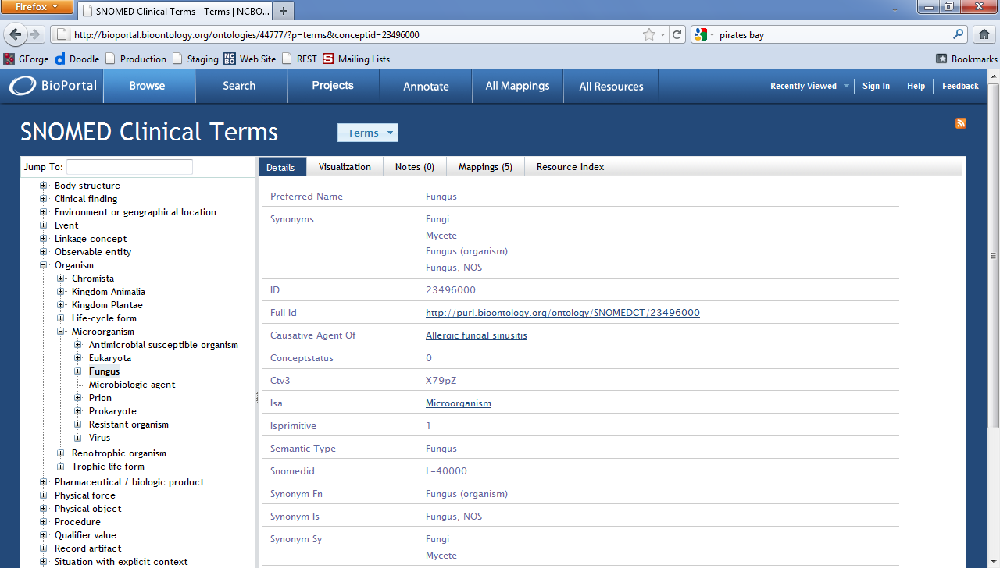 Firefox
SNOMED Clinical Terms - Terms | NCBO...
http://bioportal.bioontology.org/ontologies/44777/?p=terms&conceptid=23496000
pirates bay
GForge Doodle Production Staging NCBO Web Site REST Mailing Lists Bookmarks
BioPortal Browse Search Projects Annotate All Mappings All Resources Recently Viewed Sign In Help Feedback
SNOMED Clinical Terms Terms
Jump To:
Body structure
Clinical finding
Environment or geographical location
Event
Linkage concept
Observable entity
Organism
Chromista
Kingdom Animalia
Kingdom Plantae
Life-cycle form
Microorganism
Antimicrobial susceptible organism
Eukaryota
Fungus
Microbiologic agent
Prion
Prokaryote
Resistant organism
Virus
Renotrophic organism
Trophic life form
Pharmaceutical / biologic product
Physical force
Physical object
Procedure
Qualifier value
Record artifact
Situation with explicit context
Details Visualization Notes (0) Mappings (5) Resource Index
Preferred Name Fungus
Synonyms Fungi
Mycete
Fungus (organism)
Fungus, NOS
ID 23496000
Full Id http://purl.bioontology.org/ontology/SNOMEDCT/23496000
Causative Agent Of Allergic fungal sinusitis
Conceptstatus 0
Ctv3 X79pZ
Isa Microorganism
Isprimitive 1
Semantic Type Fungus
Snomedid L-40000
Synonym Fn Fungus (organism)
Synonym Is Fungus, NOS
Synonym Sy Fungi
Mycete